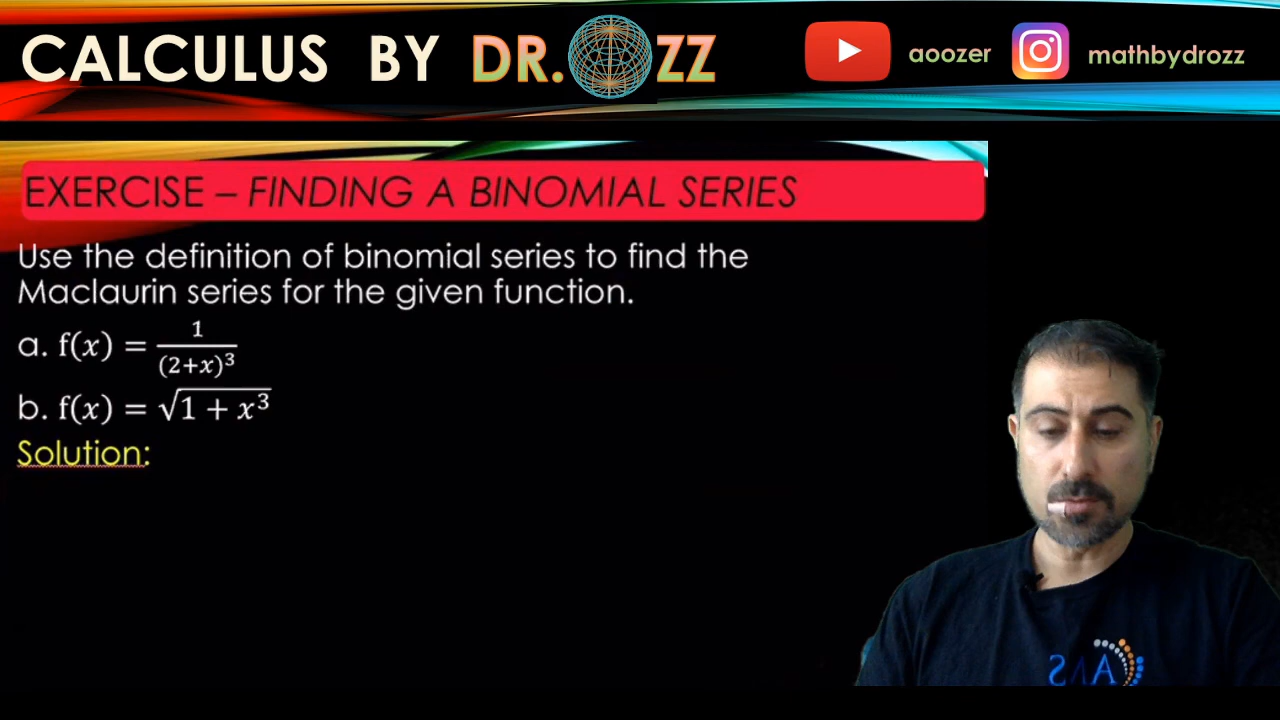 CALCULUS BY DR. ZZ
aoozer
mathbydrozz
EXERCISE – FINDING A BINOMIAL SERIES
Use the definition of binomial series to find the
Maclaurin series for the given function.
a. f(x) = 1/(2+x)³
b. f(x) = √1 + x³
Solution: